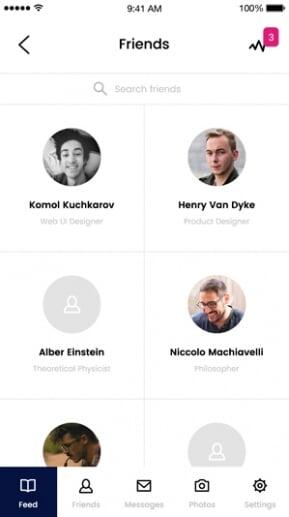 9:41 AM
100%
Friends
3
Search friends
Komol Kuchkarov
Web UI Designer
Henry Van Dyke
Product Designer
Alber Einstein
Theoretical Physicist
Niccolo Machiavelli
Philosopher
Feed
Friends
Messages
Photos
Settings